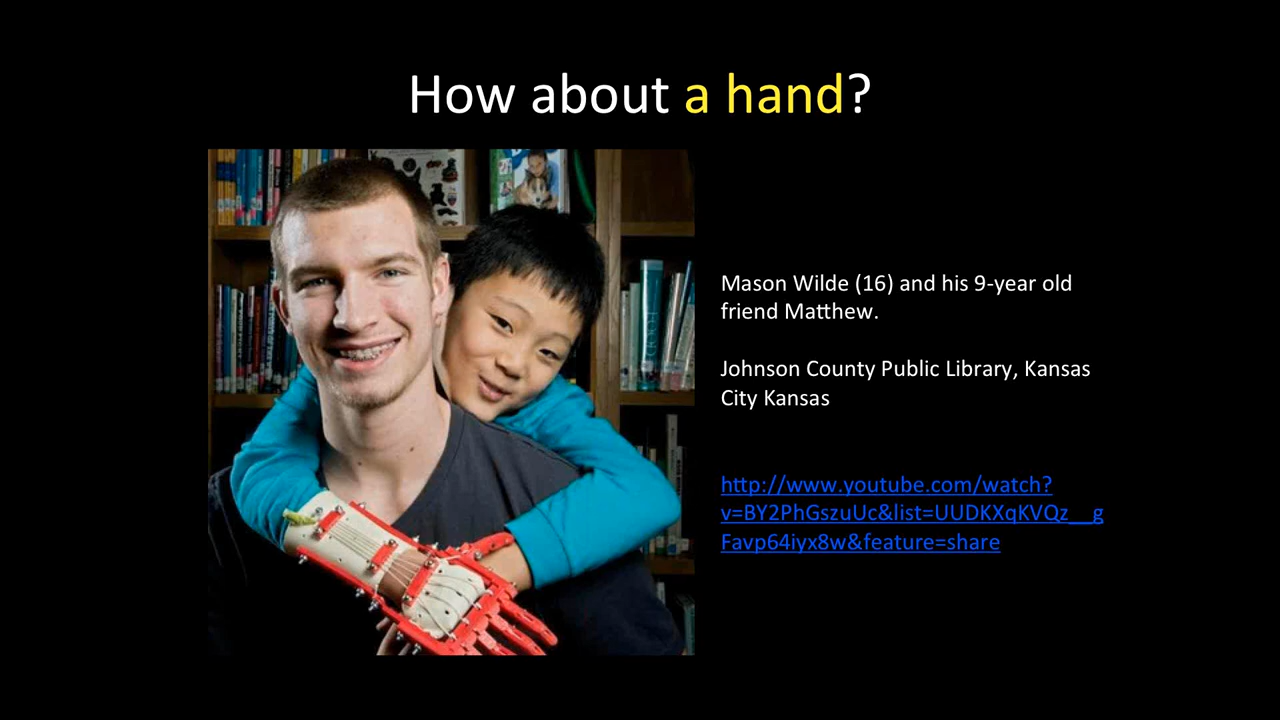 How about a hand?
Mason Wilde (16) and his 9-year old
friend Matthew.
Johnson County Public Library, Kansas
City Kansas
http://www.youtube.com/watch?
v=BY2PhGszuUc&list=UUDKXqKVQz__g
Favp64iyx8w&feature=share